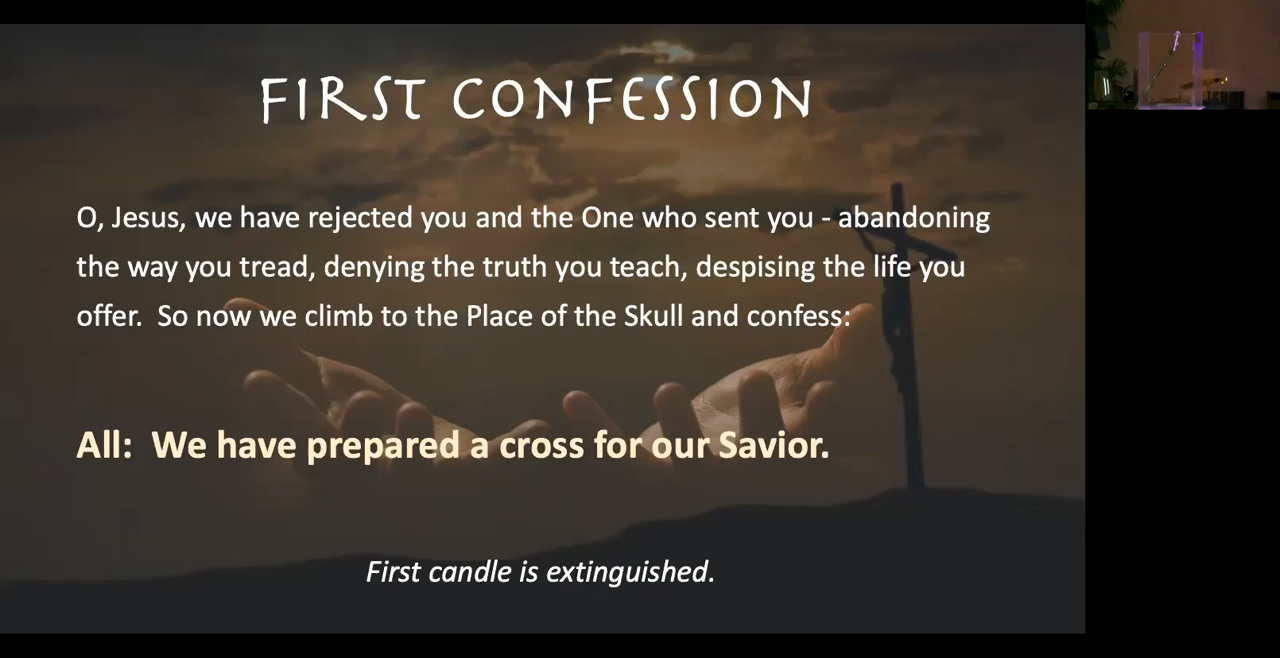 FIRST CONFESSION
O, Jesus, we have rejected you and the One who sent you - abandoning
the way you tread, denying the truth you teach, despising the life you
offer.  So now we climb to the Place of the Skull and confess:
All:  We have prepared a cross for our Savior.
First candle is extinguished.